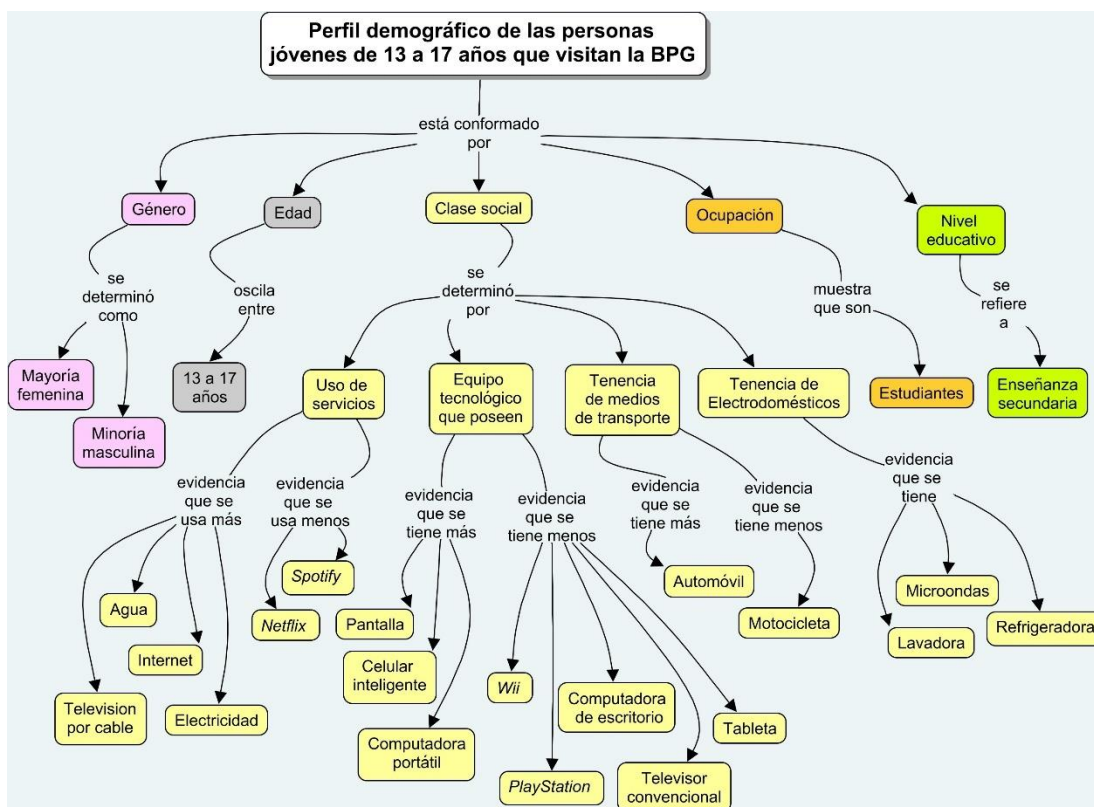 Perfil demográfico de las personas
jóvenes de 13 a 17 años que visitan la BPG
está conformado
por
Género
Edad
Clase social
Ocupación
Nivel
educativo
se
determinó
como
oscila
entre
se
determinó
por
muestra
que son
se
refiere
a
Mayoría
femenina
Minoría
masculina
13 a 17
años
Uso de
servicios
Equipo
tecnológico
que poseen
Tenencia
de medios
de transporte
Tenencia de
Electrodomésticos
Estudiantes
Enseñanza
secundaria
evidencia
que se
usa más
evidencia
que se
usa menos
evidencia
que se
tiene más
evidencia
que se
tiene menos
evidencia
que se
tiene más
evidencia
que se
tiene menos
evidencia
que se
tiene
Agua
Internet
Television
por cable
Electricidad
Spotify
Netflix
Pantalla
Celular
inteligente
Computadora
portátil
Wii
PlayStation
Computadora
de escritorio
Televisor
convencional
Tableta
Automóvil
Motocicleta
Microondas
Lavadora
Refrigeradora